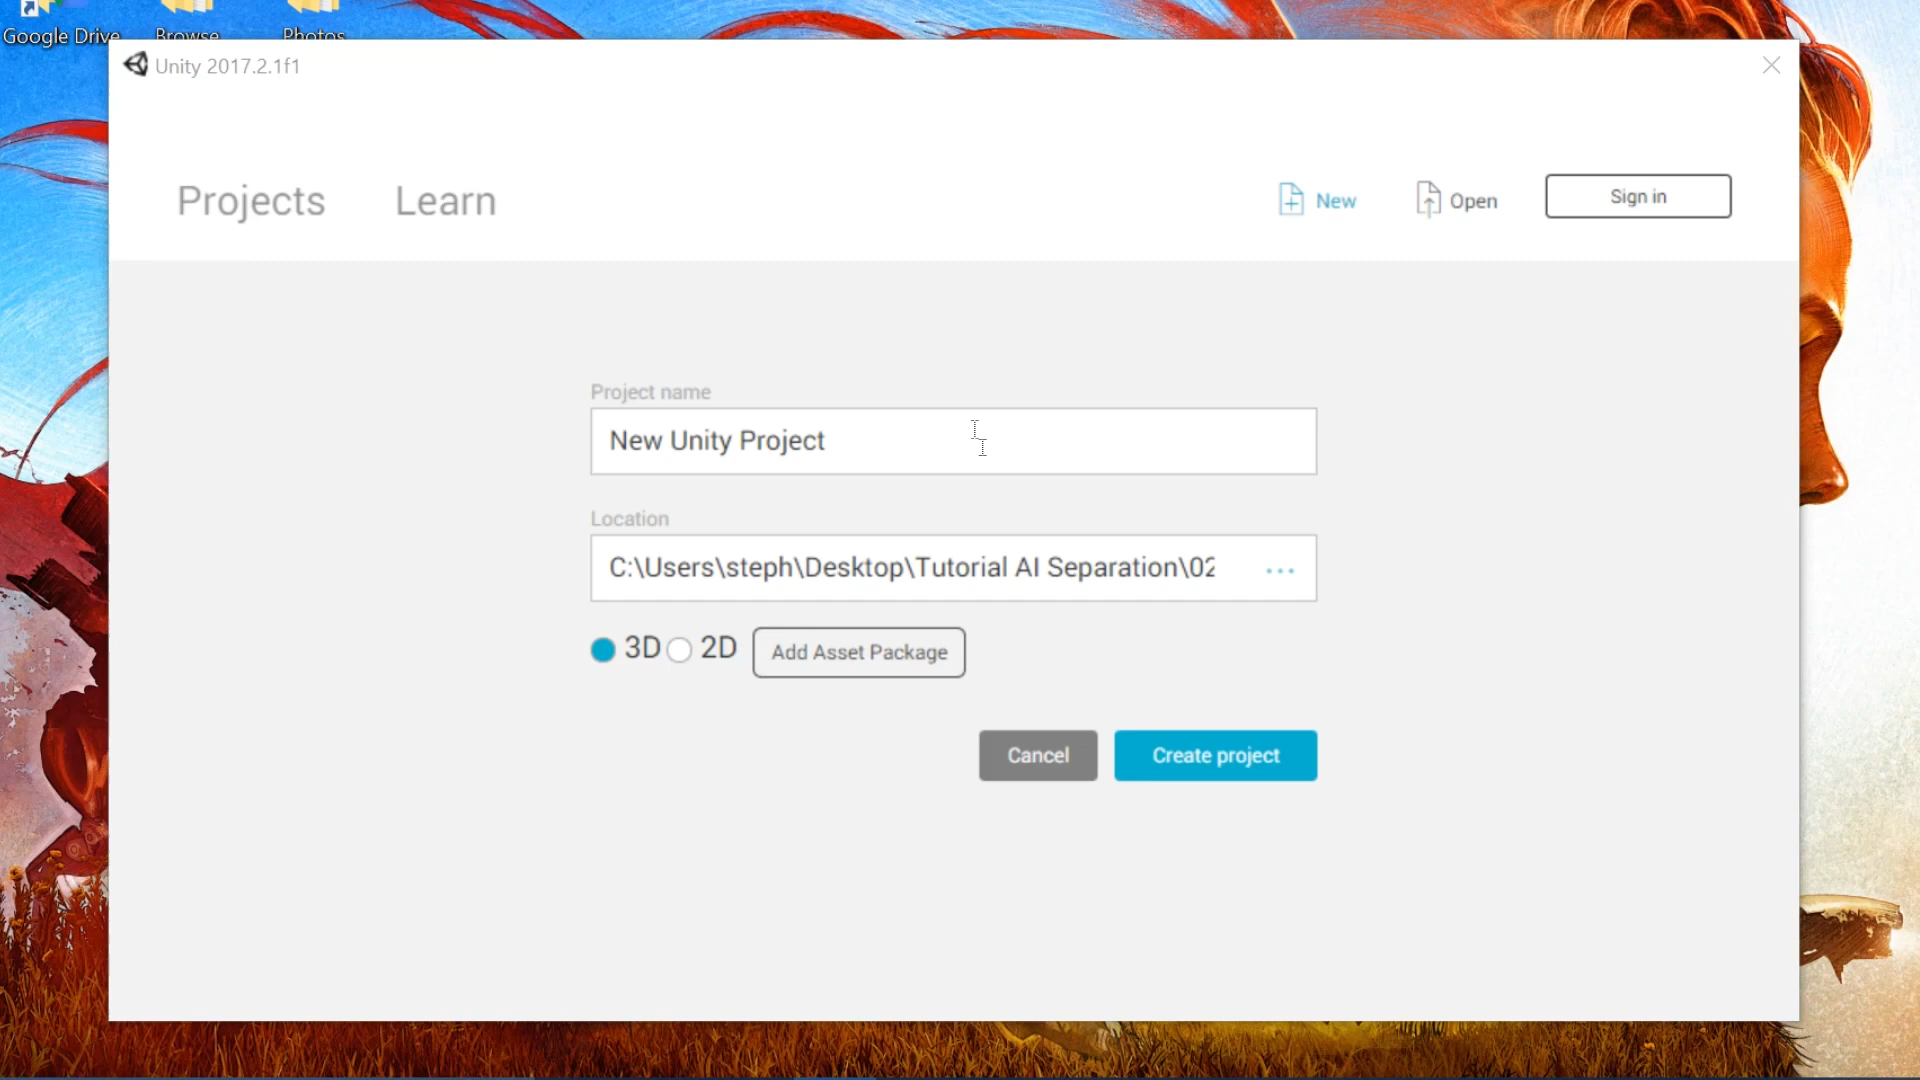 Google Drive
Browse
Photos
Unity 2017.2.1f1
Projects
Learn
New
Open
Sign in
Project name
New Unity Project
Location
C:\Users\steph\Desktop\Tutorial AI Separation\02
3D
2D
Add Asset Package
Cancel
Create project